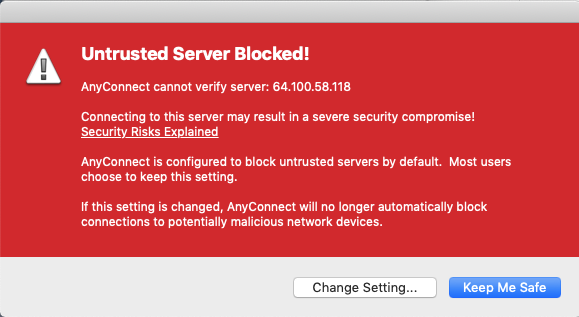 Untrusted Server Blocked!
AnyConnect cannot verify server: 64.100.58.118
Connecting to this server may result in a severe security compromise!
Security Risks Explained
AnyConnect is configured to block untrusted servers by default.  Most users
choose to keep this setting.
If this setting is changed, AnyConnect will no longer automatically block
connections to potentially malicious network devices.
Change Setting...
Keep Me Safe